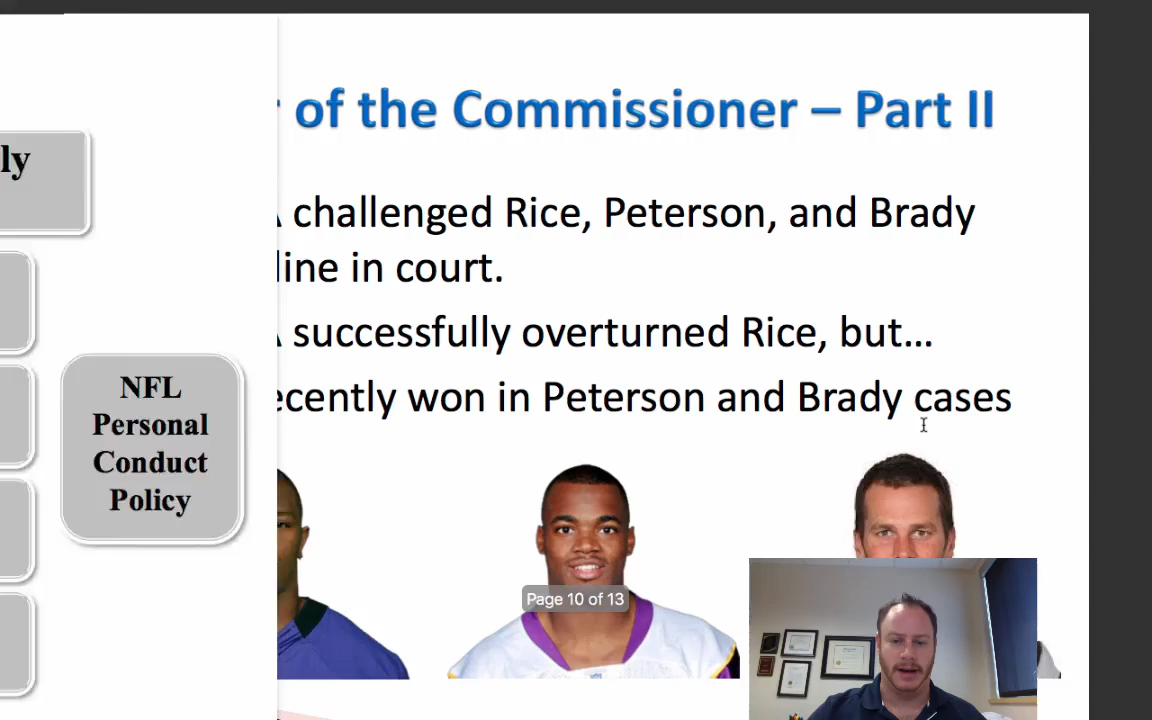 of the Commissioner – Part II
ly
challenged Rice, Peterson, and Brady
line in court.
successfully overturned Rice, but...
ecently won in Peterson and Brady cases
NFL
Personal
Conduct
Policy
Page 10 of 13